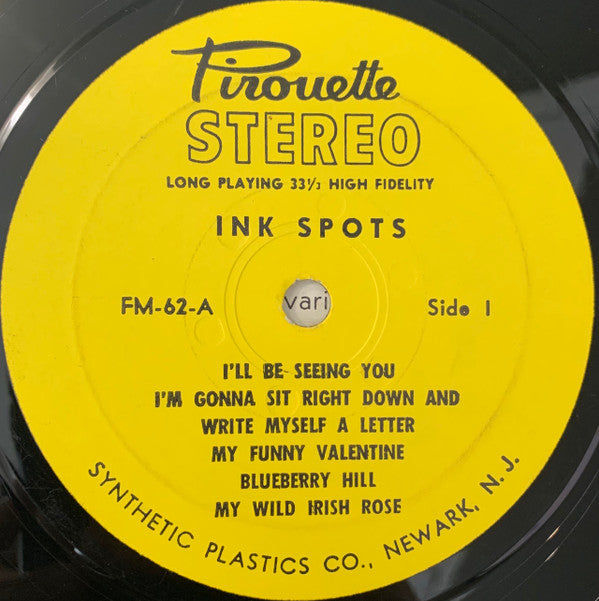 Pirouette
STEREO
LONG PLAYING 33⅓ HIGH FIDELITY
INK SPOTS
FM-62-A
vari
Side 1
I'LL BE SEEING YOU
I'M GONNA SIT RIGHT DOWN AND
WRITE MYSELF A LETTER
MY FUNNY VALENTINE
BLUEBERRY HILL
MY WILD IRISH ROSE
SYNTHETIC PLASTICS CO., NEWARK, N. J.